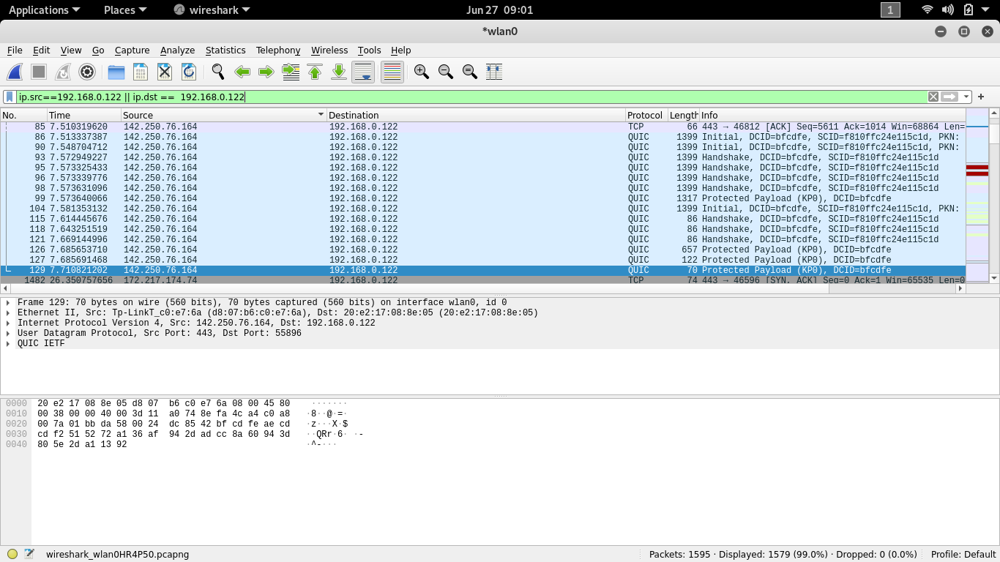 Applications Places wireshark Jun 27 09:01 1
*wlan0
File Edit View Go Capture Analyze Statistics Telephony Wireless Tools Help
ip.src==192.168.0.122 || ip.dst ==  192.168.0.122
No. Time Source Destination Protocol Length Info
85 7.510319620 142.250.76.164 192.168.0.122 TCP 66 443 → 46812 [ACK] Seq=5611 Ack=1014 Win=68864 Len=
86 7.513337387 142.250.76.164 192.168.0.122 QUIC 1399 Initial, DCID=bfcdfe, SCID=f810ffc24e115c1d, PKN:
90 7.548704712 142.250.76.164 192.168.0.122 QUIC 1399 Initial, DCID=bfcdfe, SCID=f810ffc24e115c1d, PKN:
93 7.572949227 142.250.76.164 192.168.0.122 QUIC 1399 Handshake, DCID=bfcdfe, SCID=f810ffc24e115c1d
95 7.573325433 142.250.76.164 192.168.0.122 QUIC 1399 Handshake, DCID=bfcdfe, SCID=f810ffc24e115c1d
96 7.573339776 142.250.76.164 192.168.0.122 QUIC 1399 Handshake, DCID=bfcdfe, SCID=f810ffc24e115c1d
98 7.573631096 142.250.76.164 192.168.0.122 QUIC 1399 Handshake, DCID=bfcdfe, SCID=f810ffc24e115c1d
99 7.573640066 142.250.76.164 192.168.0.122 QUIC 1317 Protected Payload (KP0), DCID=bfcdfe
104 7.581353132 142.250.76.164 192.168.0.122 QUIC 1399 Initial, DCID=bfcdfe, SCID=f810ffc24e115c1d, PKN:
115 7.614445676 142.250.76.164 192.168.0.122 QUIC 86 Handshake, DCID=bfcdfe, SCID=f810ffc24e115c1d
118 7.643251519 142.250.76.164 192.168.0.122 QUIC 86 Handshake, DCID=bfcdfe, SCID=f810ffc24e115c1d
121 7.669144996 142.250.76.164 192.168.0.122 QUIC 86 Handshake, DCID=bfcdfe, SCID=f810ffc24e115c1d
126 7.685653710 142.250.76.164 192.168.0.122 QUIC 657 Protected Payload (KP0), DCID=bfcdfe
127 7.685691468 142.250.76.164 192.168.0.122 QUIC 122 Protected Payload (KP0), DCID=bfcdfe
129 7.710821202 142.250.76.164 192.168.0.122 QUIC 70 Protected Payload (KP0), DCID=bfcdfe
1482 26.350757656 172.217.174.74 192.168.0.122 TCP 74 443 → 46596 [SYN, ACK] Seq=0 Ack=1 Win=65535 Len=0
Frame 129: 70 bytes on wire (560 bits), 70 bytes captured (560 bits) on interface wlan0, id 0
Ethernet II, Src: Tp-LinkT_c0:e7:6a (d8:07:b6:c0:e7:6a), Dst: 20:e2:17:08:8e:05 (20:e2:17:08:8e:05)
Internet Protocol Version 4, Src: 142.250.76.164, Dst: 192.168.0.122
User Datagram Protocol, Src Port: 443, Dst Port: 55896
QUIC IETF
0000 20 e2 17 08 8e 05 d8 07 b6 c0 e7 6a 08 00 45 80 ·······
0010 00 38 00 00 40 00 3d 11 a0 74 8e fa 4c a4 c0 a8 ·8··@·=·
0020 00 7a 01 bb da 58 00 24 dc 85 42 bf cd fe ae cd ·z···X·$
0030 cd f2 51 52 72 a1 36 af 94 2d ad cc 8a 60 94 3d ··QRr·6· ·-
0040 80 5e 2d a1 13 92 ·^-···
wireshark_wlan0HR4P50.pcapng Packets: 1595 · Displayed: 1579 (99.0%) · Dropped: 0 (0.0%) Profile: Default